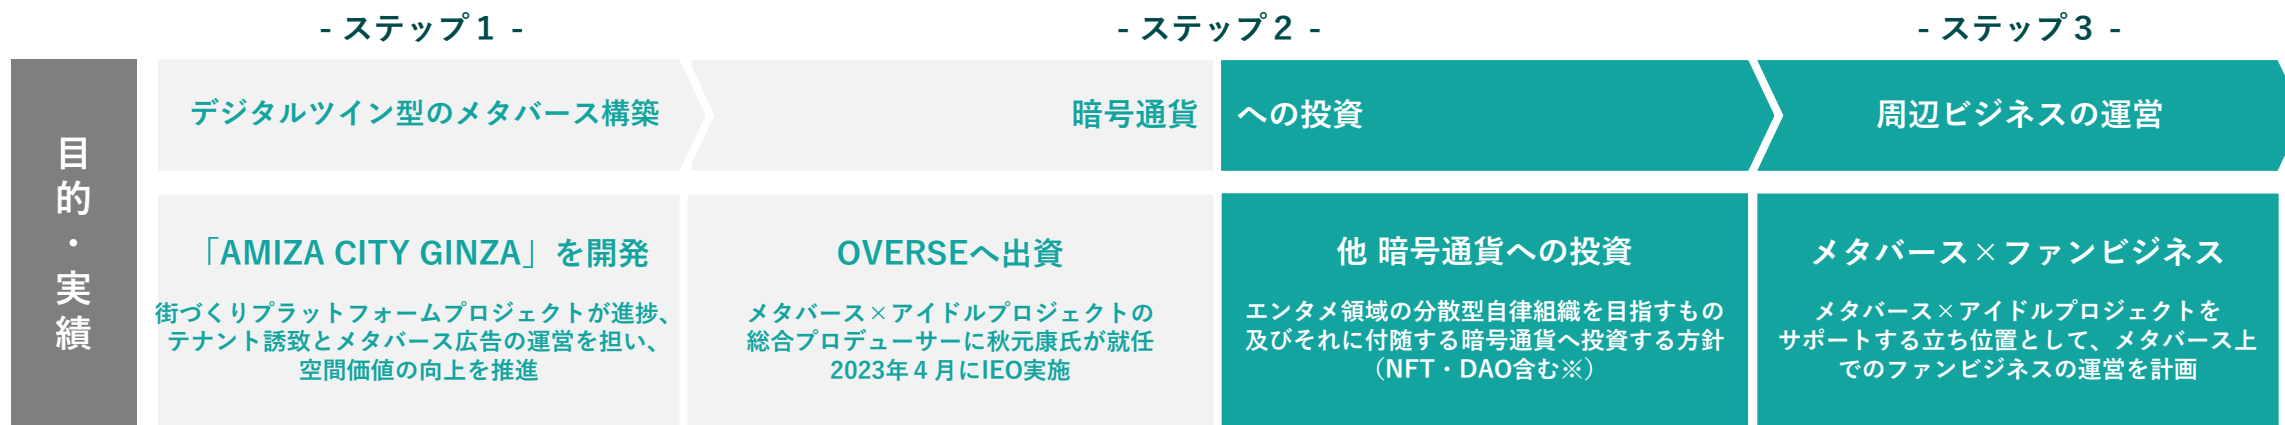 - ステップ１ -
- ステップ２ -
- ステップ３ -
目的・実績
デジタルツイン型のメタバース構築
暗号通貨 への投資
周辺ビジネスの運営
「AMIZA CITY GINZA」を開発
街づくりプラットフォームプロジェクトが進捗、
テナント誘致とメタバース広告の運営を担い、
空間価値の向上を推進
OVERSEへ出資
メタバース×アイドルプロジェクトの
総合プロデューサーに秋元康氏が就任
2023年４月にIEO実施
他 暗号通貨への投資
エンタメ領域の分散型自律組織を目指すもの
及びそれに付随する暗号通貨へ投資する方針
（NFT・DAO含む※）
メタバース×ファンビジネス
メタバース×アイドルプロジェクトを
サポートする立ち位置として、メタバース上
でのファンビジネスの運営を計画